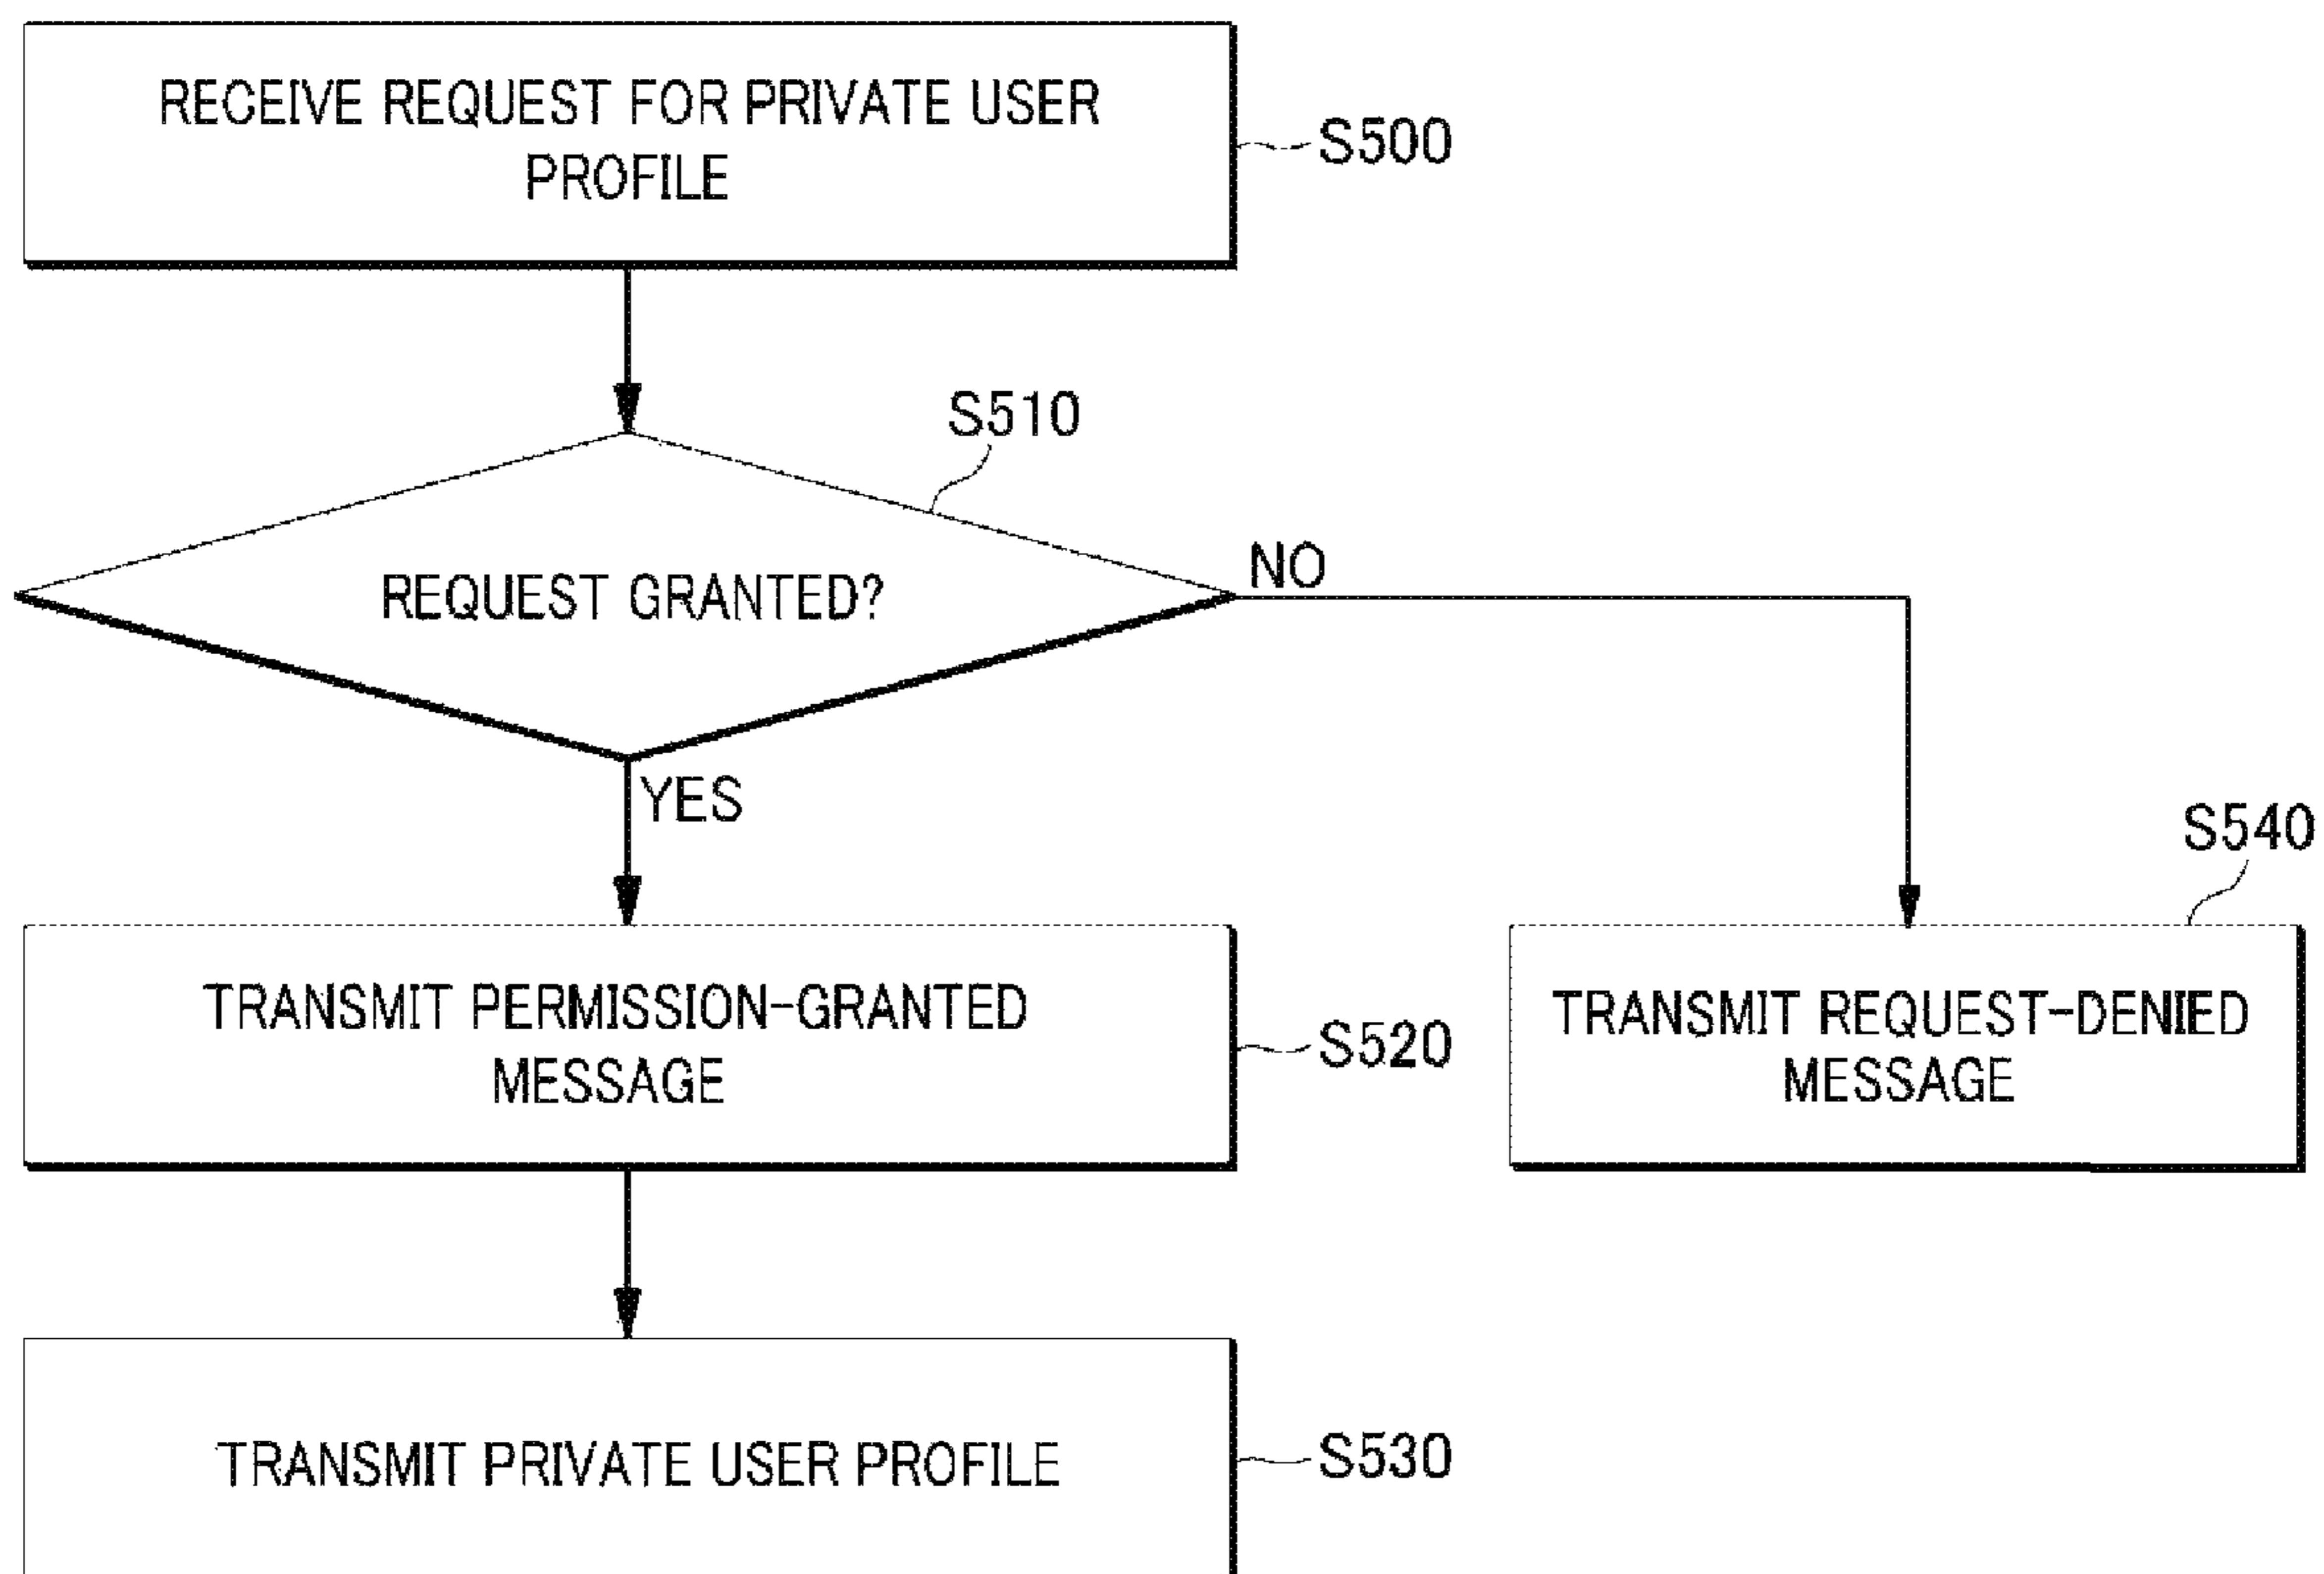 RECEIVE REQUEST FOR PRIVATE USER
PROFILE
S500
S510
REQUEST GRANTED?
NO
YES
S540
TRANSMIT PERMISSION-GRANTED
MESSAGE
S520
TRANSMIT REQUEST-DENIED
MESSAGE
TRANSMIT PRIVATE USER PROFILE
S530